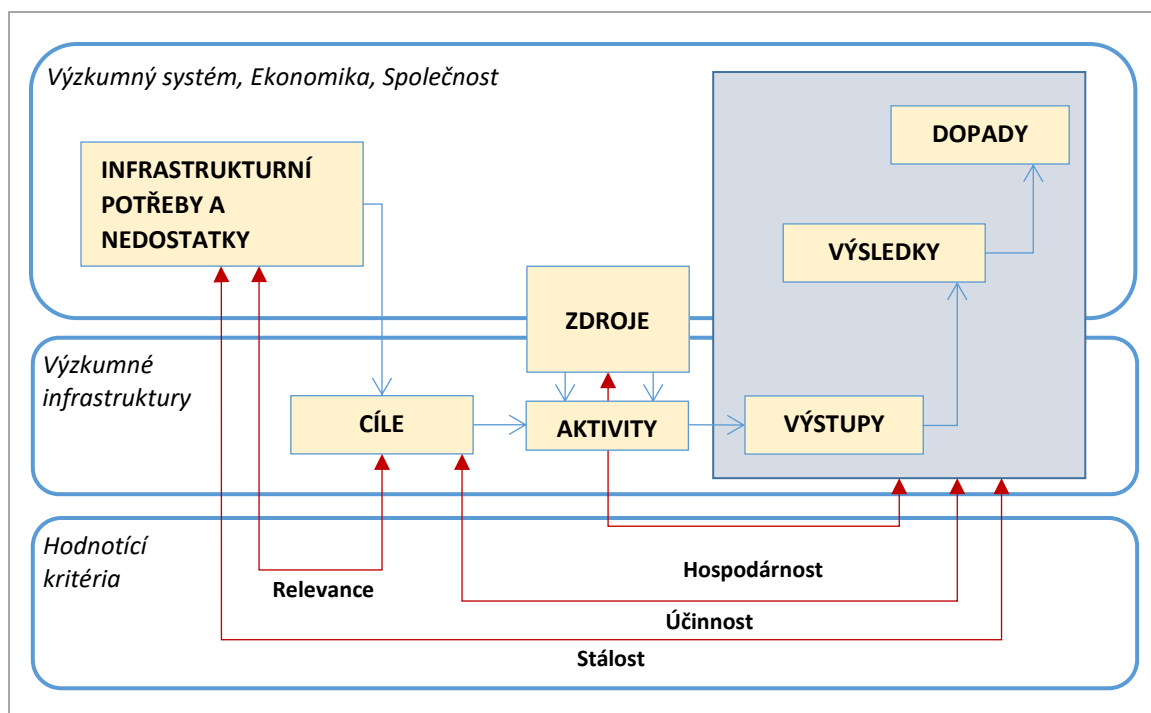 Výzkumný systém, Ekonomika, Společnost
DOPADY
INFRASTRUKTURNÍ
POTŘEBY A
NEDOSTATKY
VÝSLEDKY
ZDROJE
Výzkumné
infrastruktury
CÍLE
AKTIVITY
VÝSTUPY
Hodnotící
kritéria
Hospodárnost
Relevance
Účinnost
Stálost